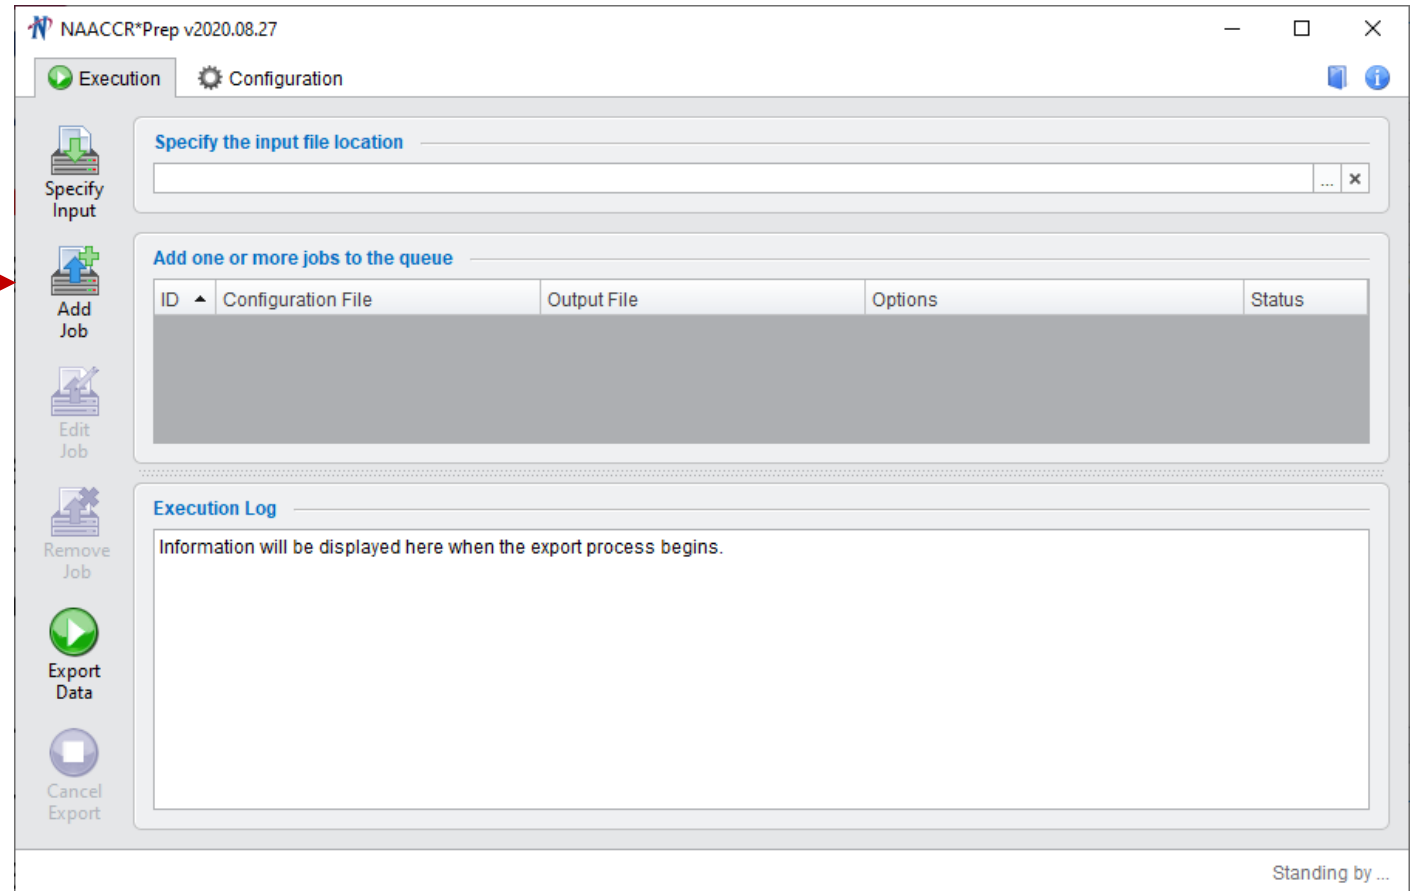 NAACCR*Prep v2020.08.27
Execution
Configuration
Specify
Input
Specify the input file location
...
Add
Job
Add one or more jobs to the queue
ID
Configuration File
Output File
Options
Status
Edit
Job
Remove
Job
Execution Log
Information will be displayed here when the export process begins.
Export
Data
Cancel
Export
Standing by ...